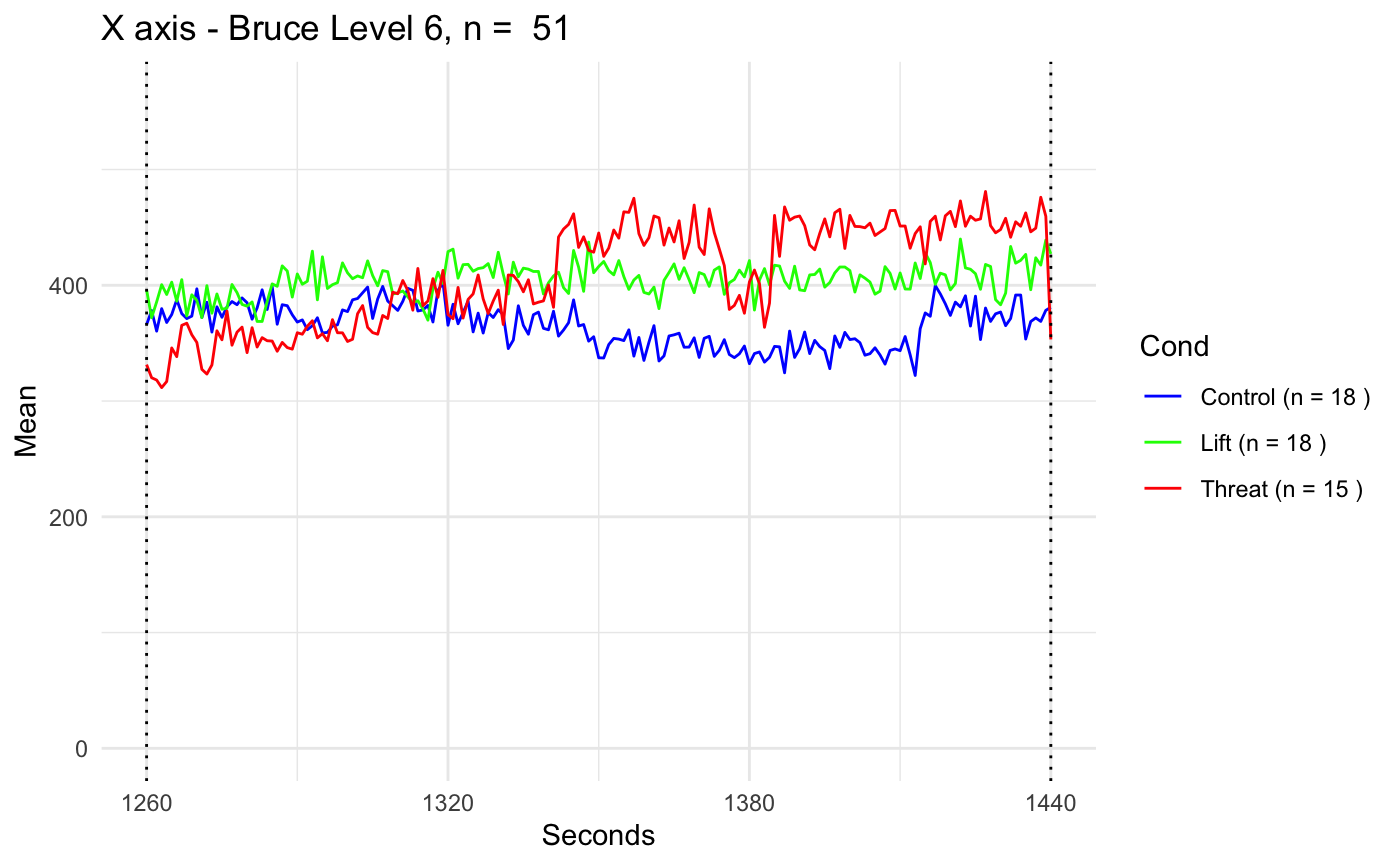 X axis - Bruce Level 6, n =  51
Mean
400
200
0
1260
1320
1380
1440
Seconds
Cond
Control (n = 18 )
Lift (n = 18 )
Threat (n = 15 )